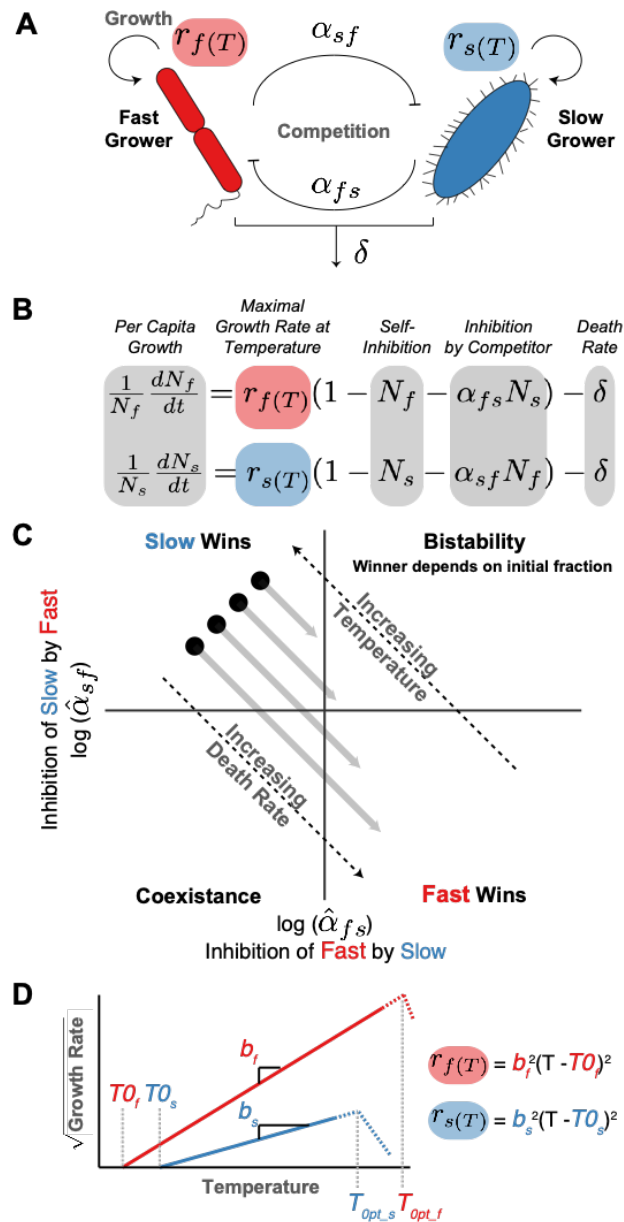 A
Growth
r_f(T)
α_sf
r_s(T)
Fast
Grower
Competition
Slow
Grower
α_fs
δ
B
Per Capita
Growth
Maximal
Growth Rate at
Temperature
Self-
Inhibition
Inhibition
by Competitor
Death
Rate
1/N_f dN_f/dt = r_f(T)(1 − N_f − α_fs N_s) − δ
1/N_s dN_s/dt = r_s(T)(1 − N_s − α_sf N_f) − δ
C
Slow Wins
Bistability
Winner depends on initial fraction
Increasing
Temperature
Inhibition of Slow by Fast
log (α̂_sf)
Increasing
Death Rate
Coexistance
Fast Wins
log (α̂_fs)
Inhibition of Fast by Slow
D
√Growth Rate
b_f
T0_f
T0_s
b_s
r_f(T) = b_f²(T - T0_f)²
r_s(T) = b_s²(T - T0_s)²
Temperature
T_0pt_s
T_0pt_f